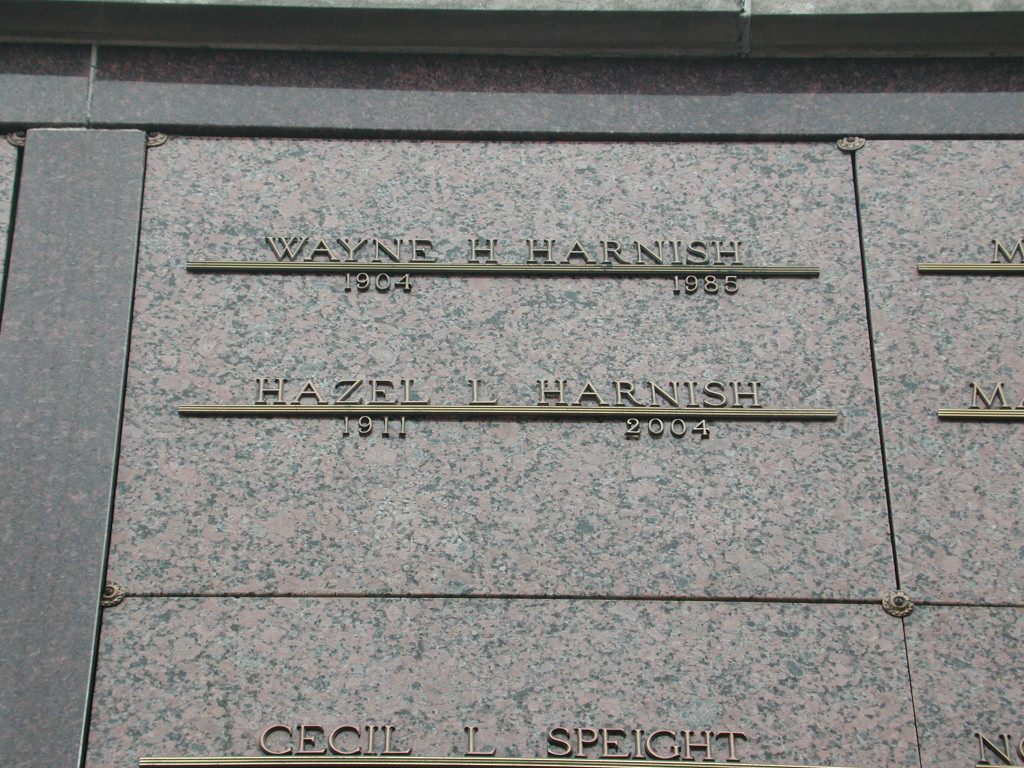 WAYNE H HARNISH
1904 1985
HAZEL L HARNISH
1911 2004
CECIL L SPEIGHT